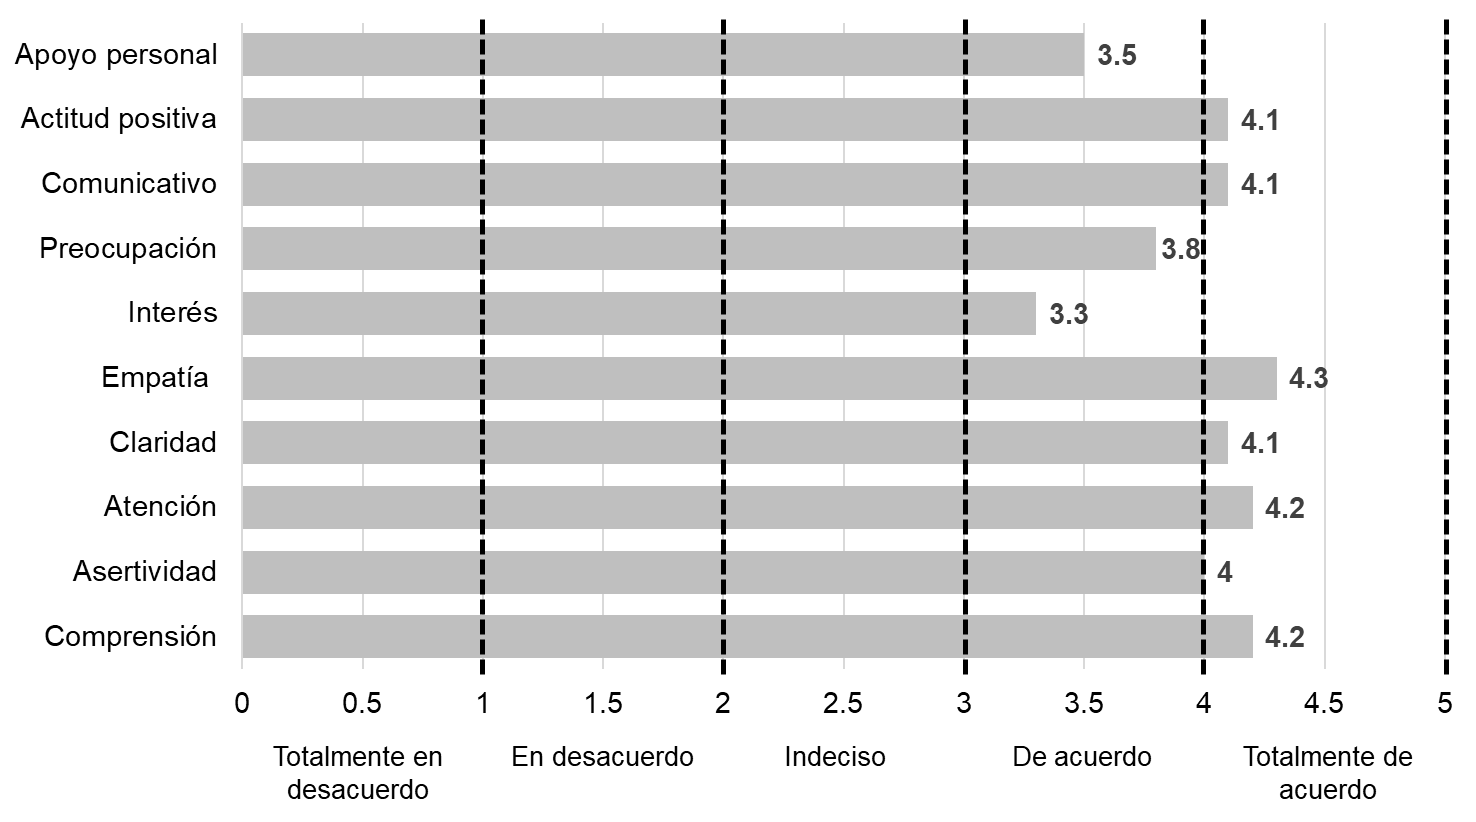 Apoyo personal 3.5
Actitud positiva 4.1
Comunicativo 4.1
Preocupación 3.8
Interés 3.3
Empatía 4.3
Claridad 4.1
Atención 4.2
Asertividad 4
Comprensión 4.2
0 0.5 1 1.5 2 2.5 3 3.5 4 4.5 5
Totalmente en En desacuerdo Indeciso De acuerdo Totalmente de
desacuerdo acuerdo